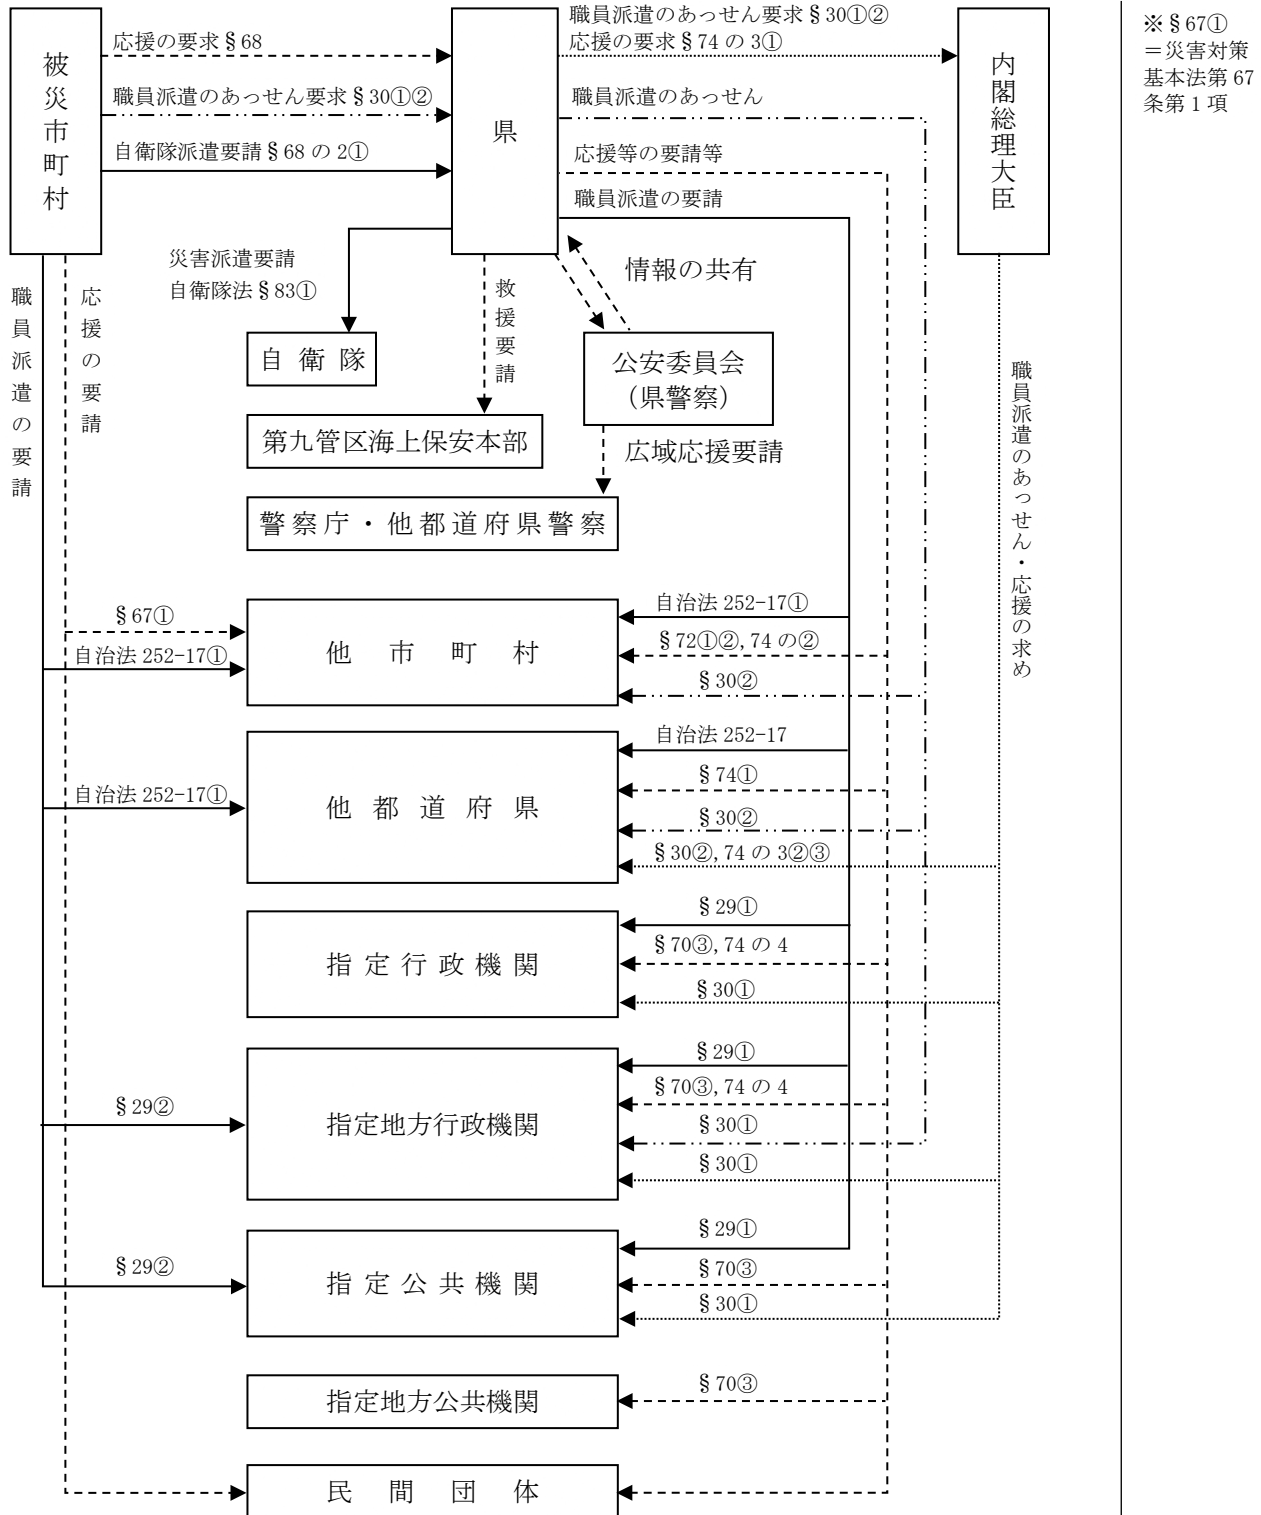 被災市町村
応援の要求§68
職員派遣のあっせん要求§30①②
自衛隊派遣要請§68の2①
県
職員派遣のあっせん要求§30①②
応援の要求§74の3①
職員派遣のあっせん
応援等の要請等
職員派遣の要請
内閣総理大臣
※§67①
＝災害対策
基本法第67
条第1項
職員派遣の要請
応援の要請
災害派遣要請
自衛隊法§83①
救援要請
情報の共有
自衛隊
公安委員会
（県警察）
第九管区海上保安本部
広域応援要請
警察庁・他都道府県警察
職員派遣のあっせん・応援の求め
§67①
自治法252-17①
他市町村
自治法252-17①
§72①②,74の②
§30②
自治法252-17①
他都道府県
自治法252-17
§74①
§30②
§30②,74の3②③
指定行政機関
§29①
§70③,74の4
§30①
§29②
指定地方行政機関
§29①
§70③,74の4
§30①
§30①
§29②
指定公共機関
§29①
§70③
§30①
指定地方公共機関
§70③
民間団体